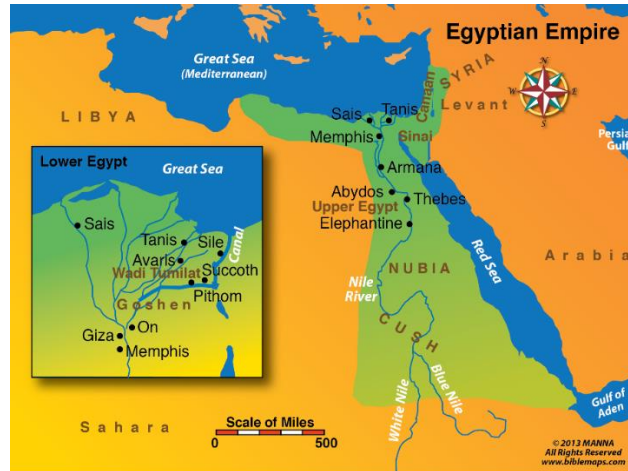 Egyptian Empire
Great Sea
(Mediterranean)
LIBYA
SYRIA
Canaan
Levant
N
W
E
S
Sais
Tanis
Memphis
Sinai
Persian
Gulf
Armana
Abydos
Thebes
Upper Egypt
Elephantine
Red Sea
Arabia
NUBIA
Nile
River
CUSH
White Nile
Blue Nile
Gulf of
Aden
Lower Egypt
Great Sea
Sais
Tanis
Sile
Canal
Avaris
Wadi Tumilat
Succoth
Goshen
Pithom
On
Giza
Memphis
Sahara
Scale of Miles
0
500
© 2013 MANNA
All Rights Reserved
www.biblemaps.com